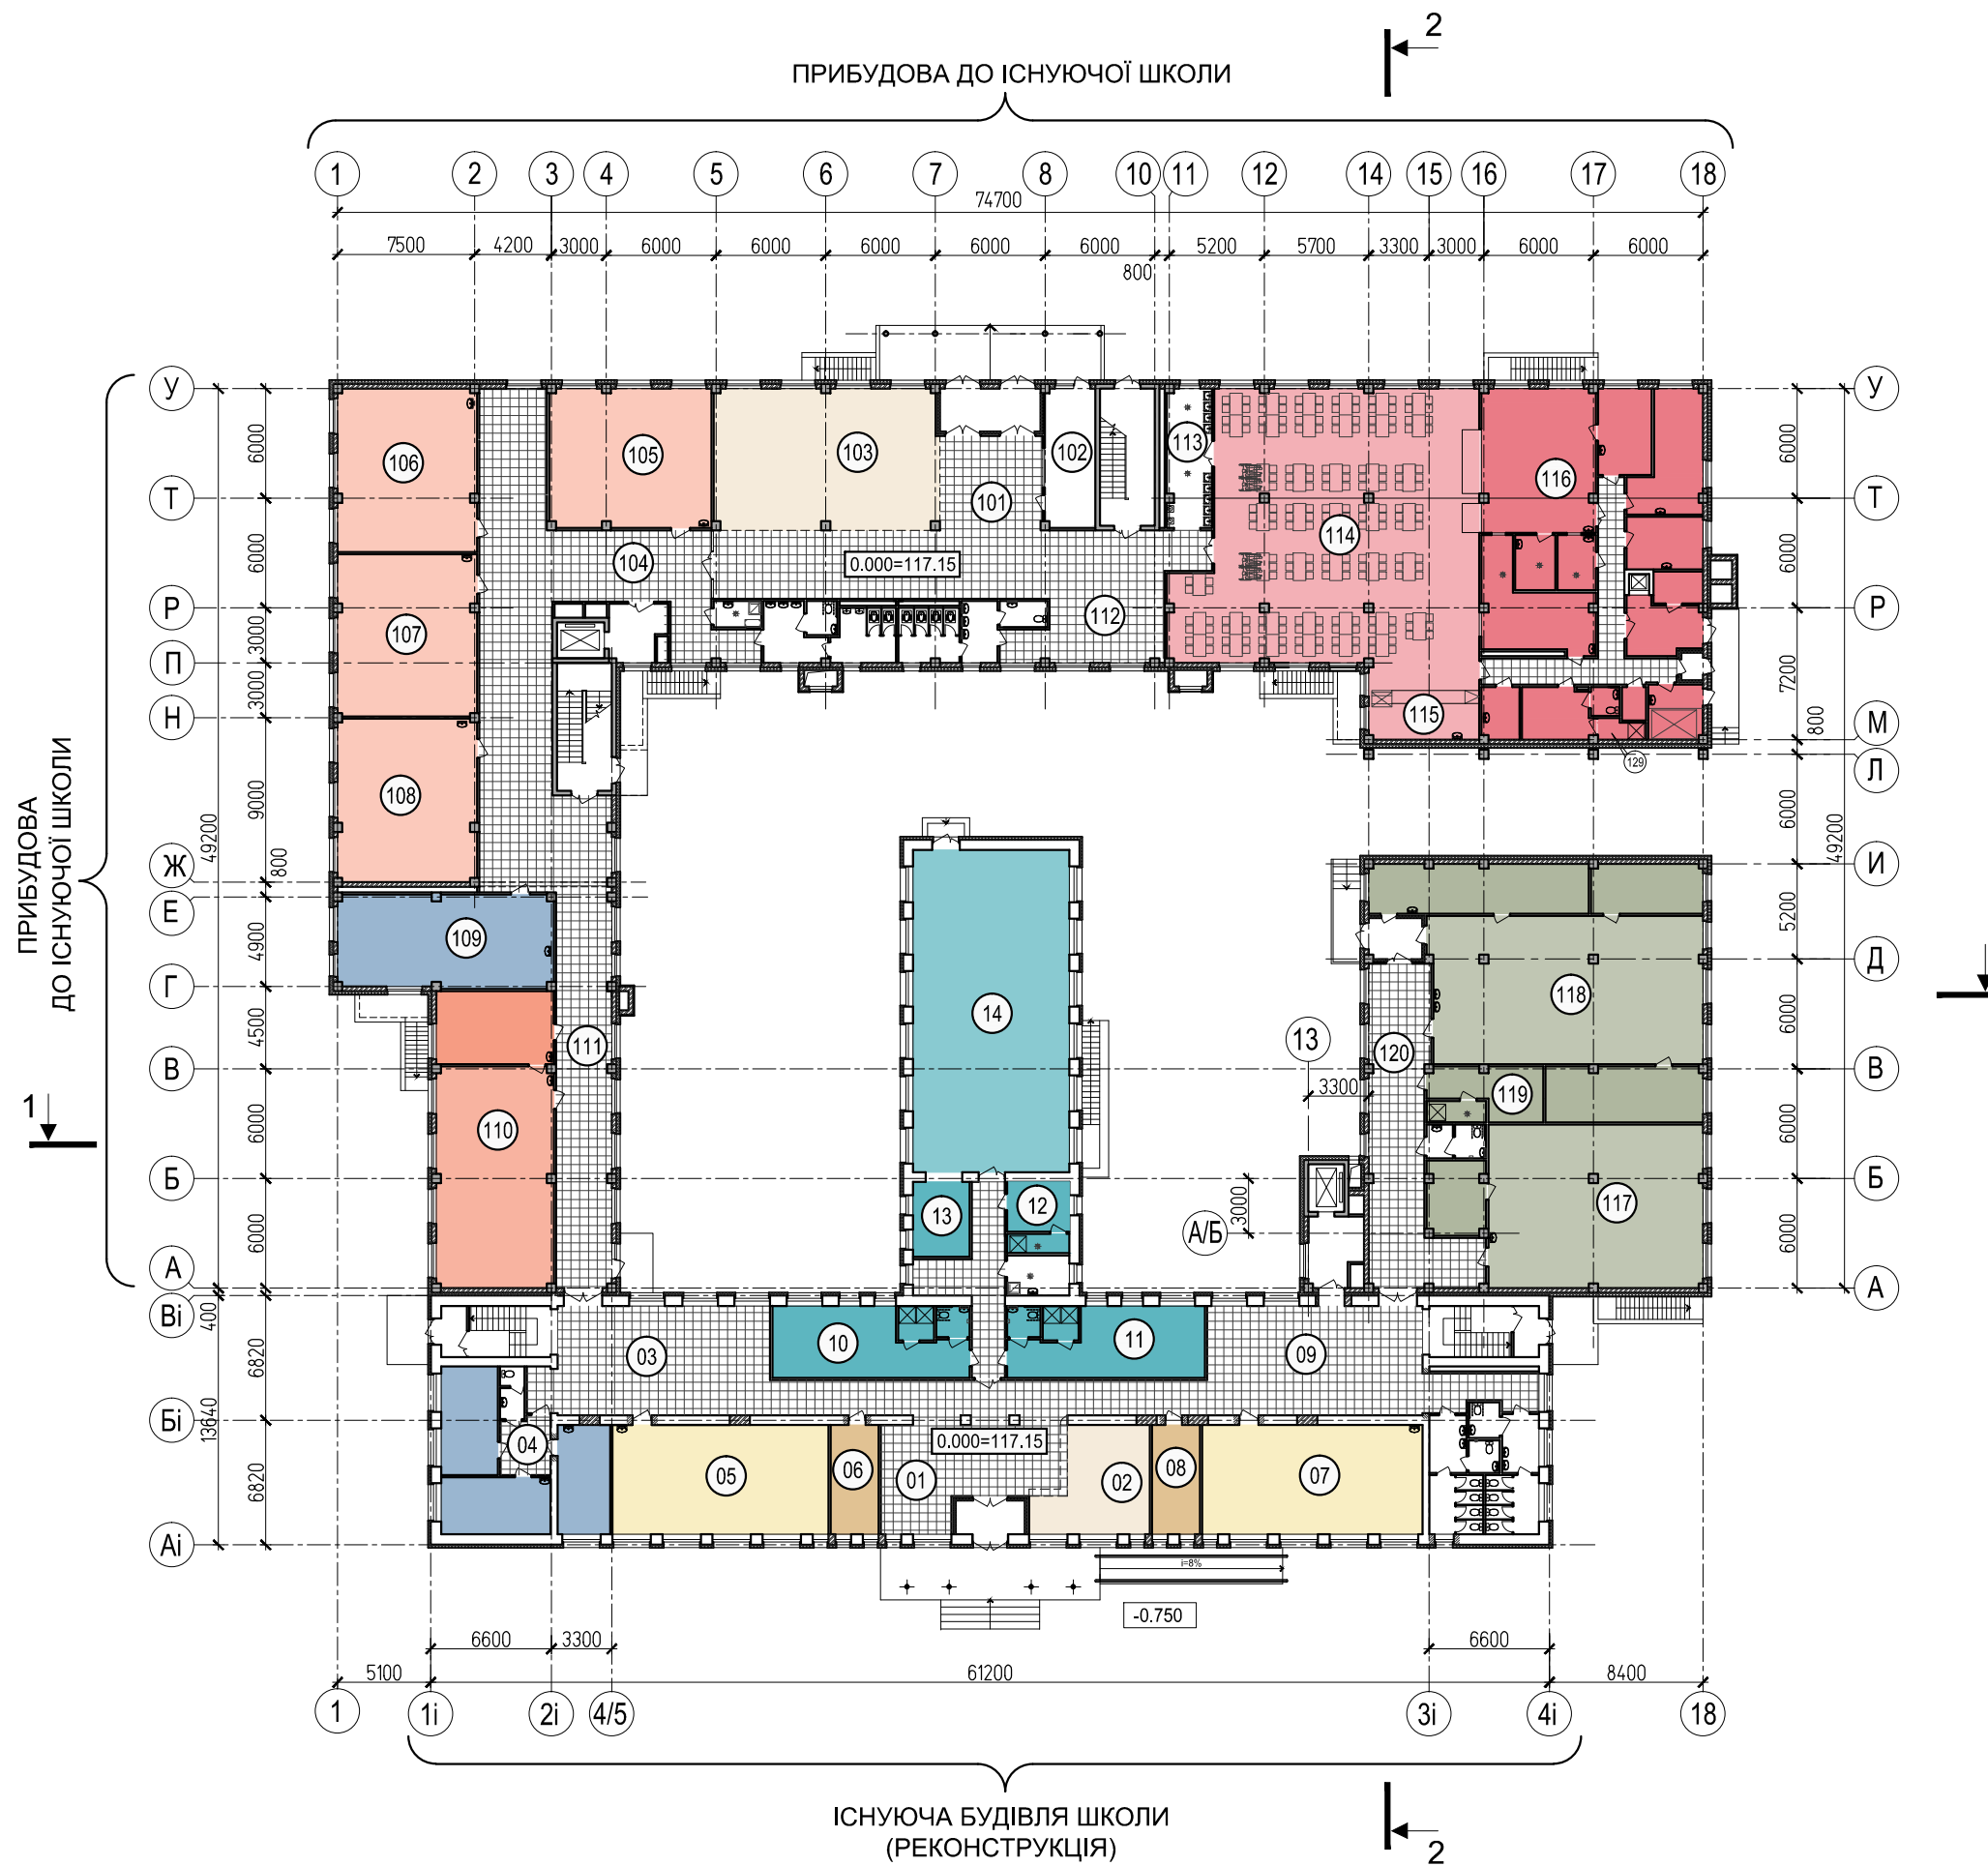 2
ПРИБУДОВА ДО ІСНУЮЧОЇ ШКОЛИ
1 2 3 4 5 6 7 8 10 11 12 14 15 16 17 18
74700
7500 4200 3000 6000 6000 6000 6000 6000 5200 5700 3300 3000 6000 6000
800
У У
6000 6000
106 105 103 102 113 116
101
Т Т
114
6000 6000
104 0.000=117.15
Р Р
112
107
3000
П
3000 7200
Н 115 М
800
129
Л
ПРИБУДОВА
ДО ІСНУЮЧОЇ ШКОЛИ
108
9000 6000
49200 49200
Ж 800 И
Е
4900 109 5200
Д
Г 118
14
4500 111 13 120
В В
3300
119
1
6000 110 6000
Б Б
13 12 3000 117
6000 А/Б 6000
А А
Ві
400
6820 03 10 11 09
Бі
13640
04 0.000=117.15
6820 05 06 01 02 08 07
Аі
i=8%
-0.750
6600 3300 6600
5100 61200 8400
1 1і 2і 4/5 3і 4і 18
ІСНУЮЧА БУДІВЛЯ ШКОЛИ
(РЕКОНСТРУКЦІЯ)
2